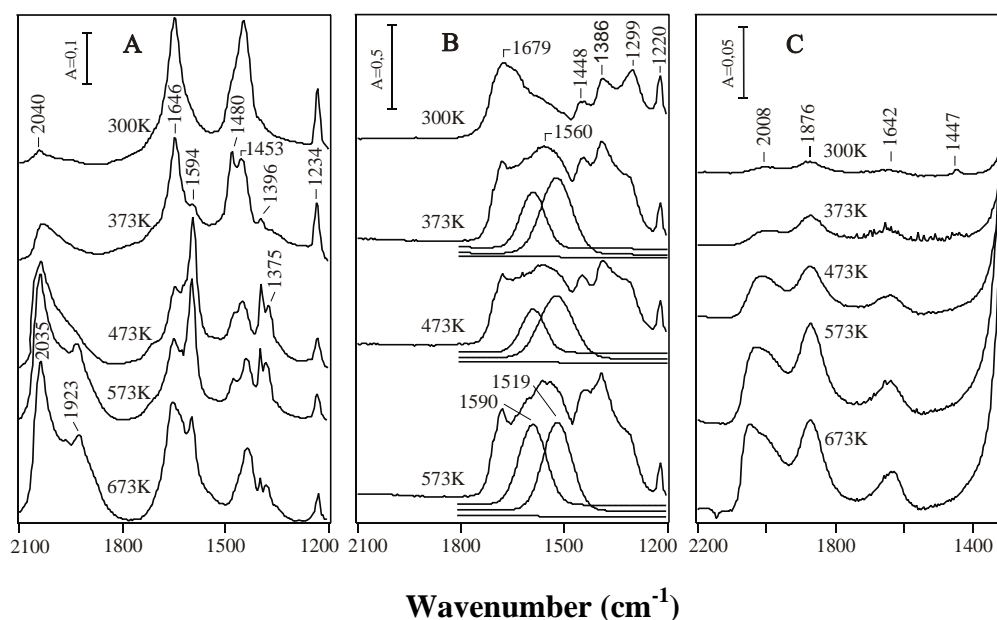 A
A=0,1
2040
1646
1594
1480
1453
1396
1234
300K
373K
1375
473K
2035
1923
573K
673K
2100
1800
1500
1200
B
A=0,5
1679
1448
1386
1299
1220
300K
1560
373K
473K
1590
1519
573K
2100
1800
1500
1200
C
A=0,05
2008
1876
1642
1447
300K
373K
473K
573K
673K
2200
1800
1400
Wavenumber (cm-1)